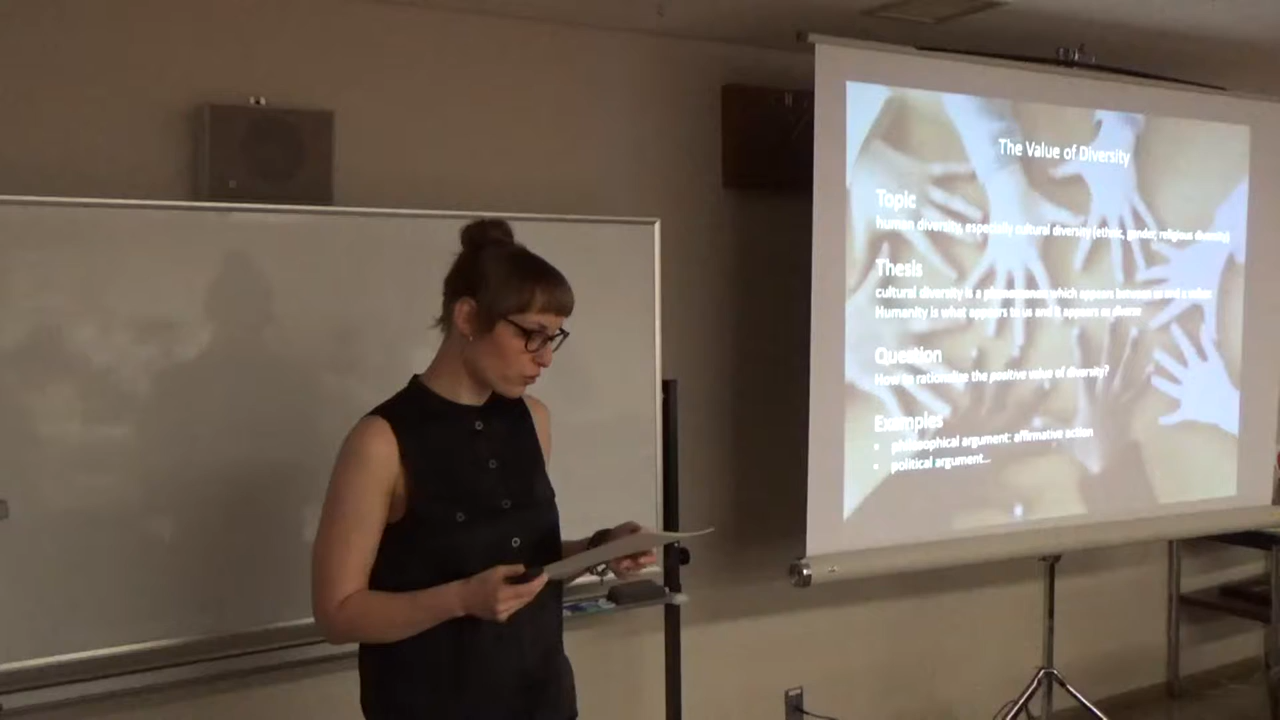 The Value of Diversity
Topic
human diversity, especially cultural diversity (ethnic, gender, religious diversity)
Thesis
cultural diversity is a phenomenon which appears between us and a value
Humanity is what appears to us and it appears as diverse
Question
How to rationalize the positive value of diversity?
Examples
• philosophical argument: affirmative action
• political argument...